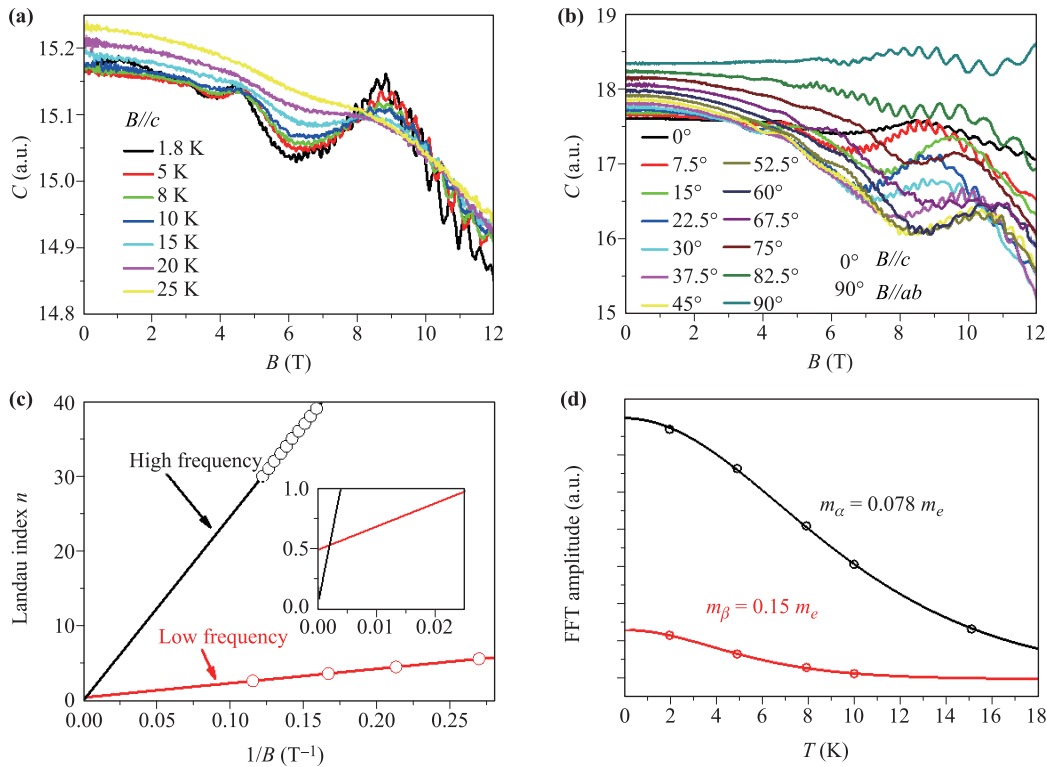 (a)
15.2
15.1
15.0
14.9
14.8
C (a.u.)
B//c
1.8 K
5 K
8 K
10 K
15 K
20 K
25 K
0 2 4 6 8 10 12
B (T)
(b)
19
18
17
16
15
C (a.u.)
0°
7.5° 52.5°
15° 60°
22.5° 67.5°
30° 75°
37.5° 82.5°
45° 90°
0° B//c
90° B//ab
0 2 4 6 8 10 12
B (T)
(c)
40
30
20
10
0
Landau index n
High frequency
Low frequency
1.0
0.5
0.0
0.00 0.01 0.02
0.00 0.05 0.10 0.15 0.20 0.25
1/B (T⁻¹)
(d)
FFT amplitude (a.u.)
mα = 0.078 me
mβ = 0.15 me
0 2 4 6 8 10 12 14 16 18
T (K)